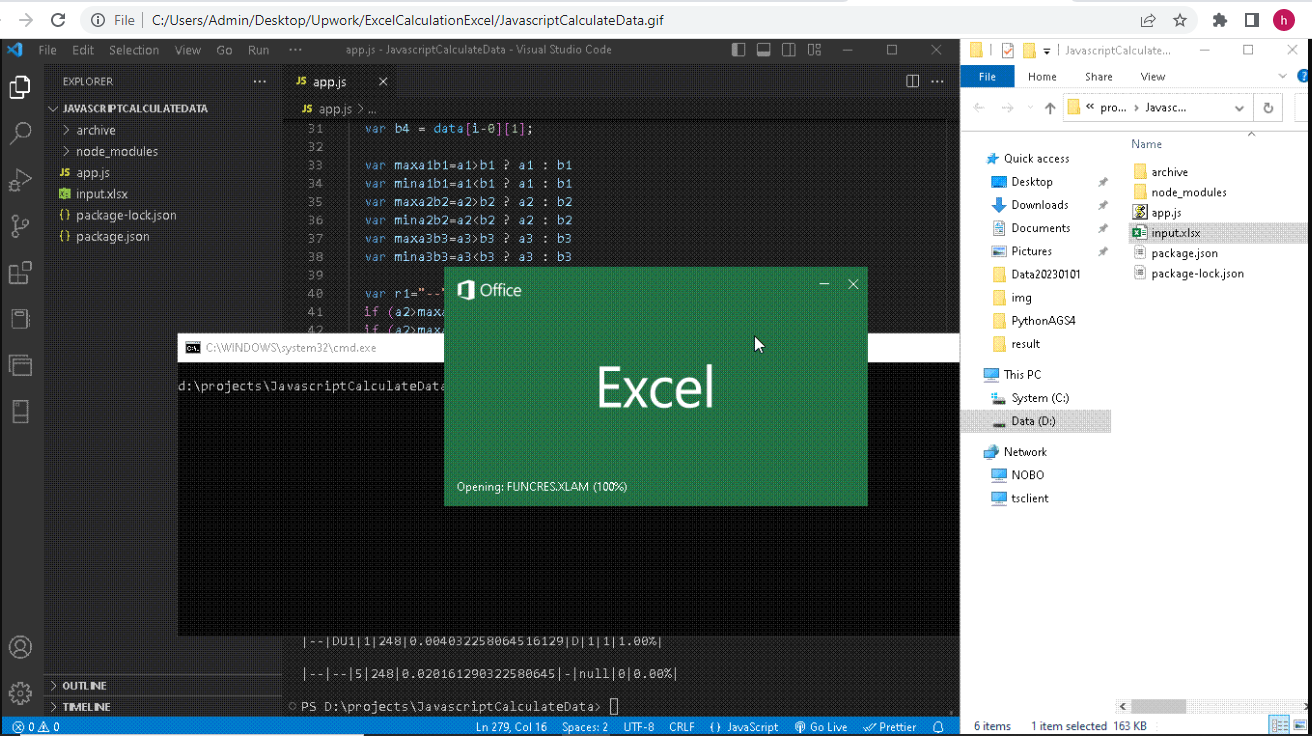 File C:/Users/Admin/Desktop/Upwork/ExcelCalculationExcel/JavascriptCalculateData.gif
h
File Edit Selection View Go Run ··· app.js - JavascriptCalculateData - Visual Studio Code
EXPLORER ···
JAVASCRIPTCALCULATEDATA
archive
node_modules
JS app.js
input.xlsx
{} package-lock.json
{} package.json
OUTLINE
TIMELINE
JS app.js ×
JS app.js > ...
31 var b4 = data[i-0][1];
32
33 var maxa1b1=a1>b1 ? a1 : b1
34 var mina1b1=a1<b1 ? a1 : b1
35 var maxa2b2=a2>b2 ? a2 : b2
36 var mina2b2=a2<b2 ? a2 : b2
37 var maxa3b3=a3>b3 ? a3 : b3
38 var mina3b3=a3<b3 ? a3 : b3
39
40 var r1="--"
41 if (a2>maxa
42 if (a2>maxa
C:\WINDOWS\system32\cmd.exe
d:\projects\JavascriptCalculateData
Office
Excel
Opening: FUNCRES.XLAM (100%)
|--|DU1|1|248|0.004032258064516129|D|1|1|1.00%|
|--|--|5|248|0.020161290322580645|-|null|0|0.00%|
PS D:\projects\JavascriptCalculateData>
0 0 Ln 279, Col 16 Spaces: 2 UTF-8 CRLF {} JavaScript Go Live Prettier
JavascriptCalculate...
File Home Share View
« pro... > Javasc...
Quick access
Desktop
Downloads
Documents
Pictures
Data20230101
img
PythonAGS4
result
This PC
System (C:)
Data (D:)
Network
NOBO
tsclient
Name
archive
node_modules
app.js
input.xlsx
package.json
package-lock.json
6 items 1 item selected 163 KB